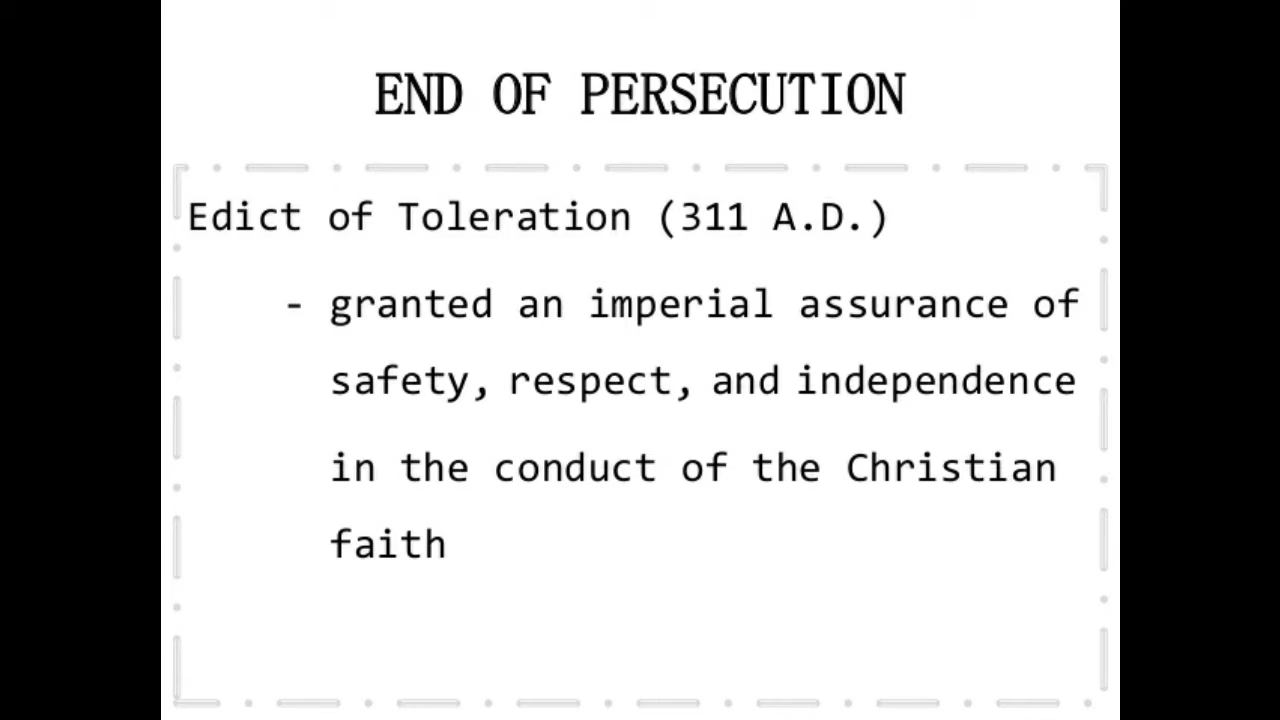 END OF PERSECUTION
Edict of Toleration (311 A.D.)
- granted an imperial assurance of
safety, respect, and independence
in the conduct of the Christian
faith